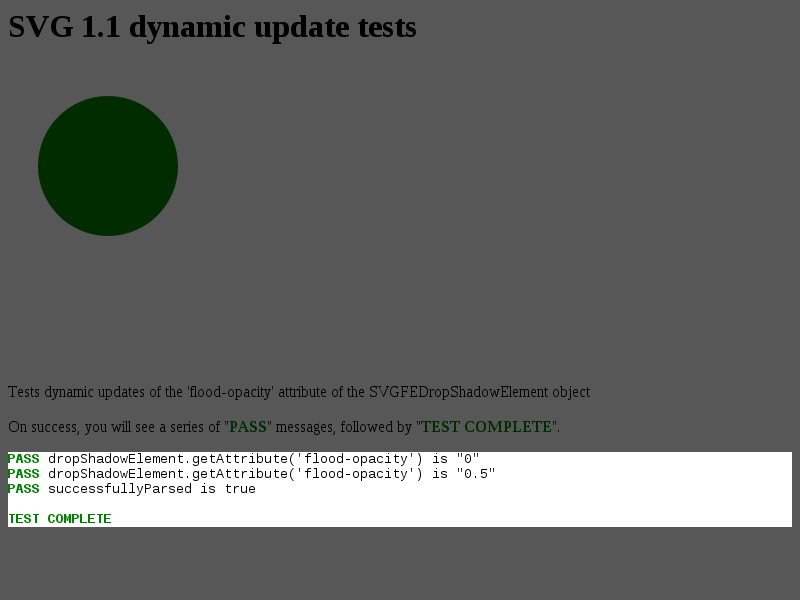 SVG 1.1 dynamic update tests
Tests dynamic updates of the 'flood-opacity' attribute of the SVGFEDropShadowElement object
On success, you will see a series of "PASS" messages, followed by "TEST COMPLETE".
PASS dropShadowElement.getAttribute('flood-opacity') is "0"
PASS dropShadowElement.getAttribute('flood-opacity') is "0.5"
PASS successfullyParsed is true
TEST COMPLETE